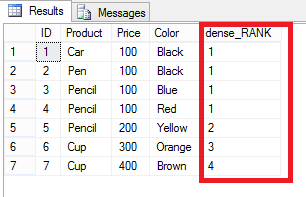 Results Messages
ID Product Price Color dense_RANK
1 1 Car 100 Black 1
2 2 Pen 100 Black 1
3 3 Pencil 100 Blue 1
4 4 Pencil 100 Red 1
5 5 Pencil 200 Yellow 2
6 6 Cup 300 Orange 3
7 7 Cup 400 Brown 4